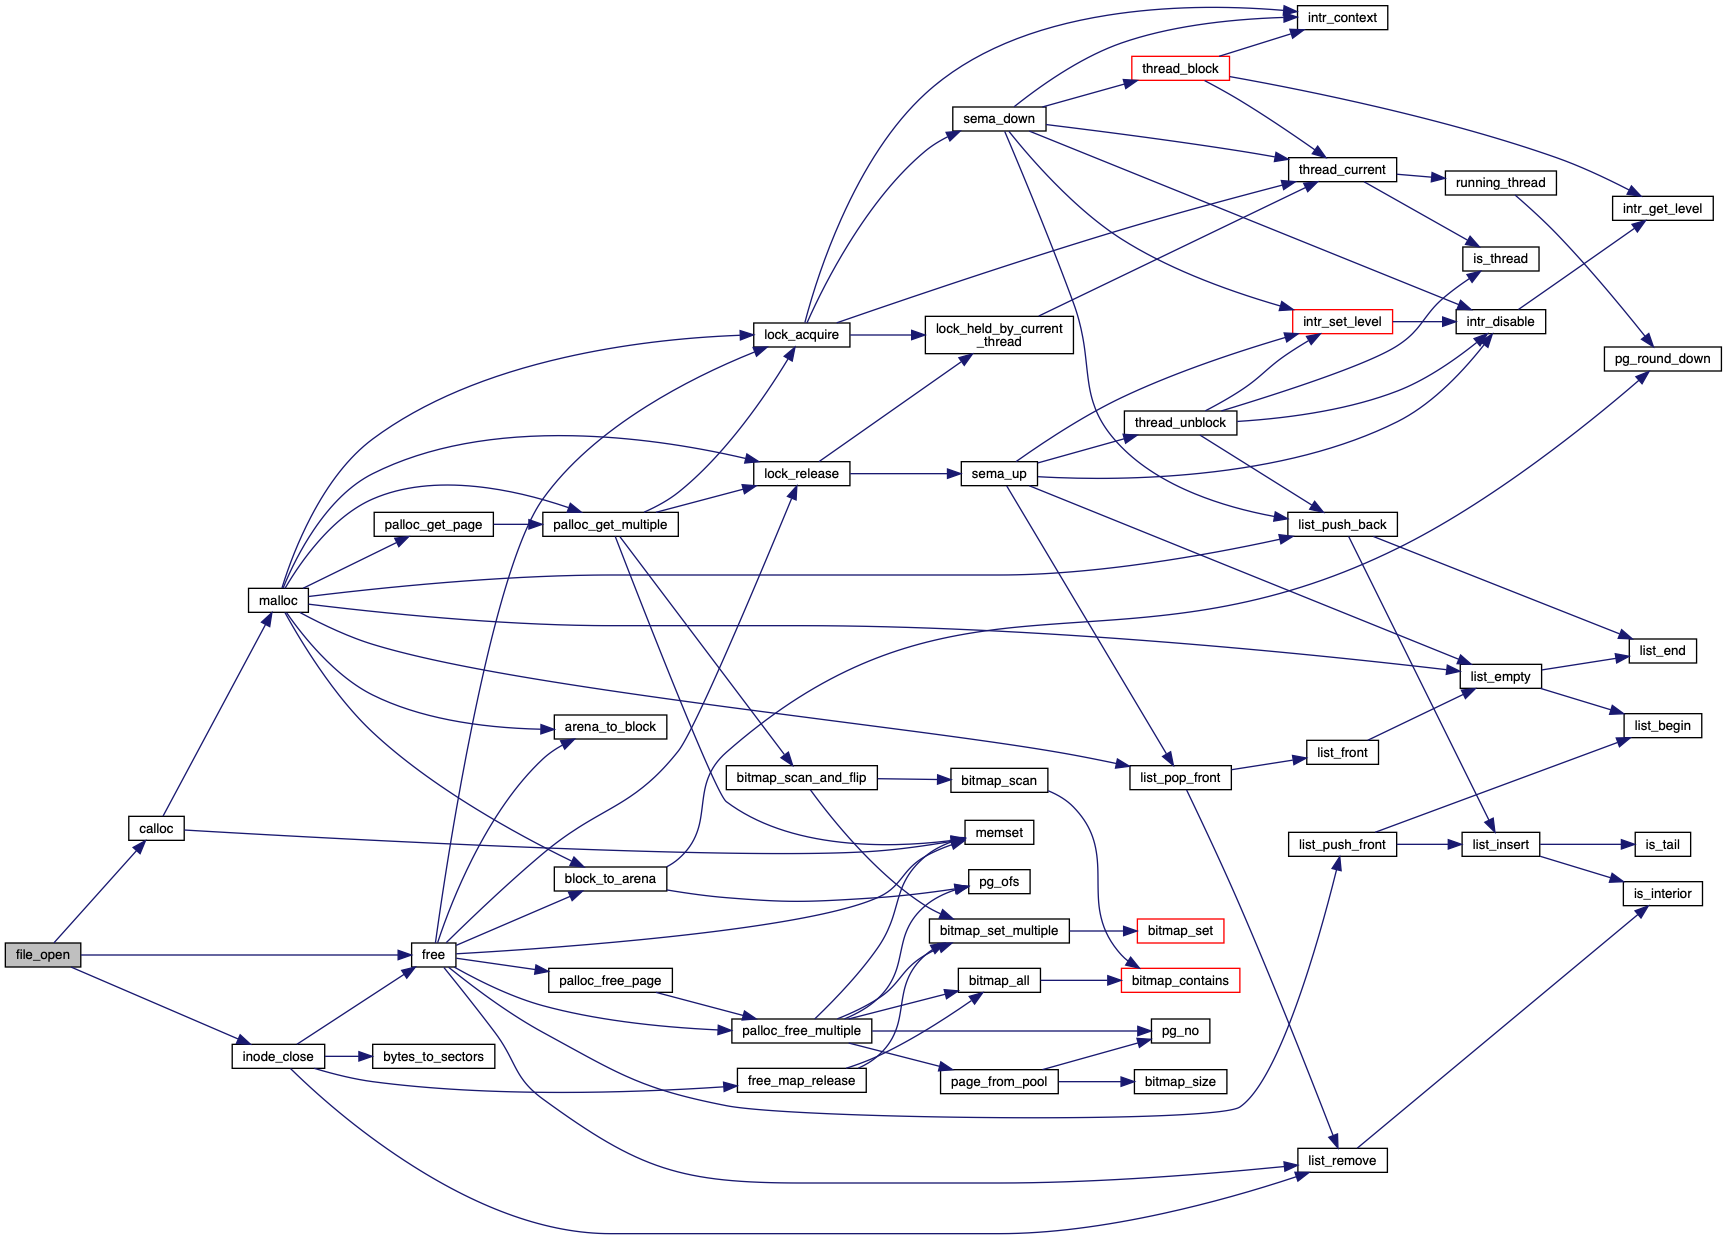 intr_context
thread_block
sema_down
thread_current
running_thread
intr_get_level
is_thread
lock_acquire
lock_held_by_current
_thread
intr_set_level
intr_disable
pg_round_down
thread_unblock
lock_release
sema_up
palloc_get_page
palloc_get_multiple
list_push_back
malloc
list_end
list_empty
arena_to_block
list_begin
list_front
bitmap_scan_and_flip
bitmap_scan
list_pop_front
calloc
memset
list_push_front
list_insert
is_tail
block_to_arena
pg_ofs
is_interior
bitmap_set_multiple
bitmap_set
file_open
free
palloc_free_page
bitmap_all
bitmap_contains
palloc_free_multiple
pg_no
inode_close
bytes_to_sectors
free_map_release
page_from_pool
bitmap_size
list_remove